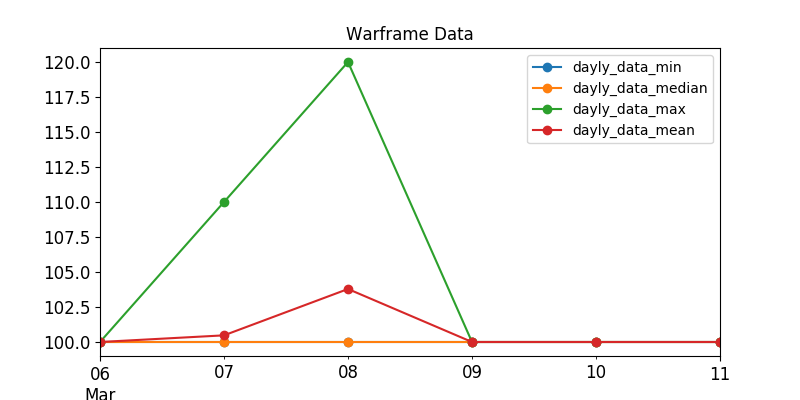 Warframe Data
dayly_data_min
dayly_data_median
dayly_data_max
dayly_data_mean
120.0
117.5
115.0
112.5
110.0
107.5
105.0
102.5
100.0
06 07 08 09 10 11
Mar